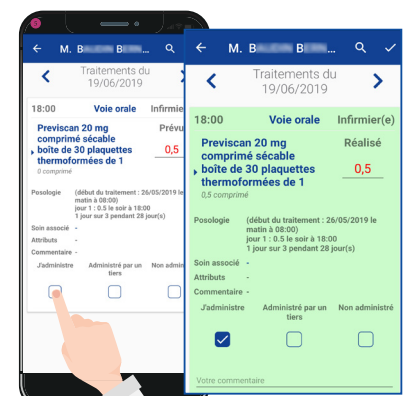 M. B
Traitements du
19/06/2019
18:00 Voie orale Infirmie
Previscan 20 mg Prévu
comprimé sécable
boîte de 30 plaquettes 0,5
thermoformées de 1
0 comprimé
Posologie (début du traitement : 26/05/2019 le
matin à 08:00)
jour 1 : 0.5 le soir à 18:00
1 jour sur 3 pendant 28 jour(s)
Soin associé -
Attributs -
Commentaire -
J'administre Administré par un Non admin
tiers
M. B
Traitements du
19/06/2019
18:00 Voie orale Infirmier(e)
Previscan 20 mg Réalisé
comprimé sécable
boîte de 30 plaquettes 0,5
thermoformées de 1
0,5 comprimé
Posologie (début du traitement : 26/05/2019 le
matin à 08:00)
jour 1 : 0.5 le soir à 18:00
1 jour sur 3 pendant 28 jour(s)
Soin associé -
Attributs -
Commentaire -
J'administre Administré par un Non administré
tiers
Votre commentaire